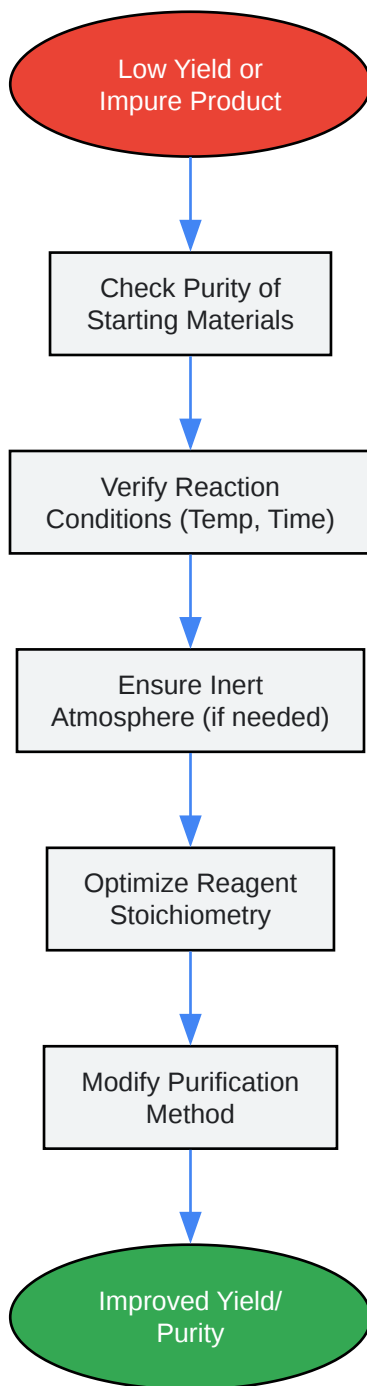 Low Yield or
Impure Product
Check Purity of
Starting Materials
Verify Reaction
Conditions (Temp, Time)
Ensure Inert
Atmosphere (if needed)
Optimize Reagent
Stoichiometry
Modify Purification
Method
Improved Yield/
Purity